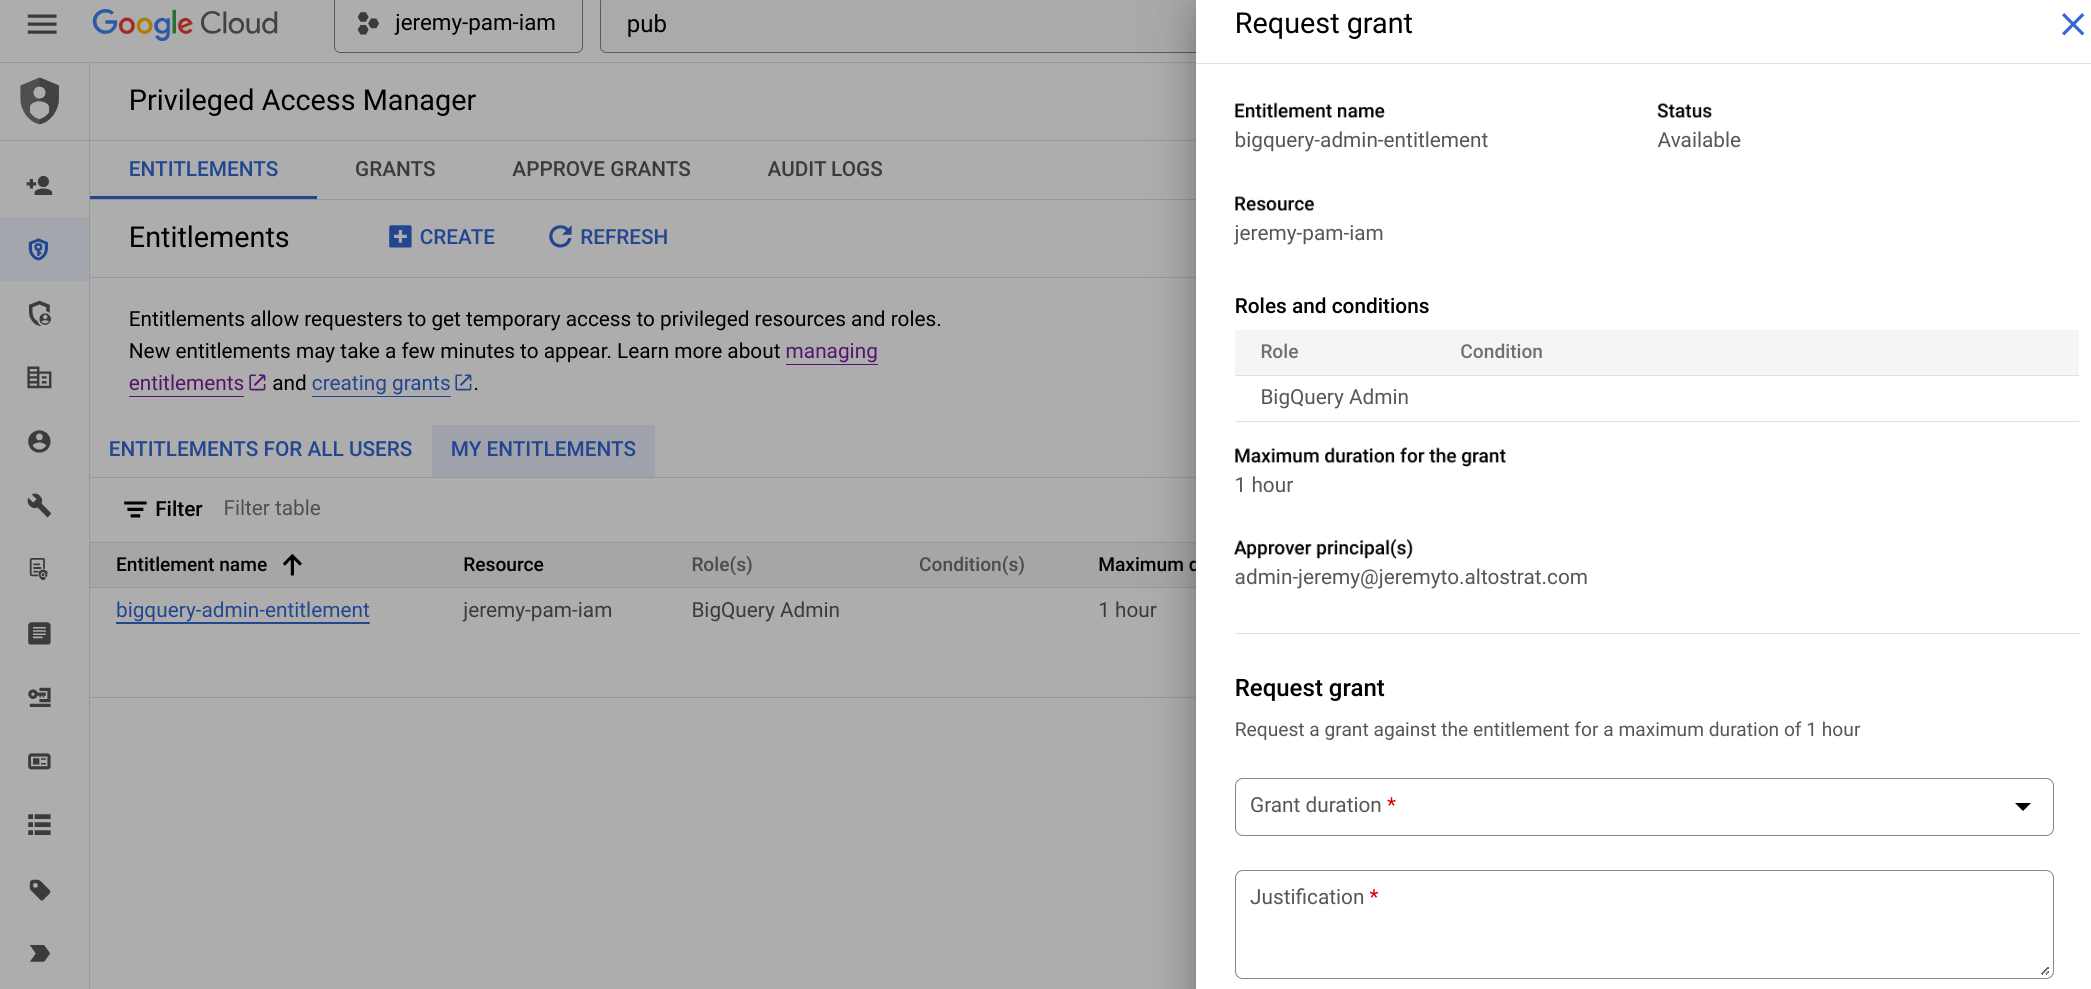 Google Cloud
jeremy-pam-iam
pub
Privileged Access Manager
ENTITLEMENTS
GRANTS
APPROVE GRANTS
AUDIT LOGS
Entitlements
CREATE
REFRESH
Entitlements allow requesters to get temporary access to privileged resources and roles.
New entitlements may take a few minutes to appear. Learn more about managing
entitlements and creating grants.
ENTITLEMENTS FOR ALL USERS
MY ENTITLEMENTS
Filter Filter table
Entitlement name Resource Role(s) Condition(s) Maximum d
bigquery-admin-entitlement jeremy-pam-iam BigQuery Admin 1 hour
Request grant
Entitlement name
bigquery-admin-entitlement
Status
Available
Resource
jeremy-pam-iam
Roles and conditions
Role Condition
BigQuery Admin
Maximum duration for the grant
1 hour
Approver principal(s)
admin-jeremy@jeremyto.altostrat.com
Request grant
Request a grant against the entitlement for a maximum duration of 1 hour
Grant duration *
Justification *